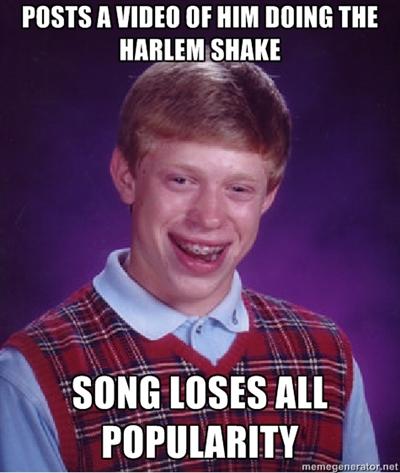 POSTS A VIDEO OF HIM DOING THE
HARLEM SHAKE
SONG LOSES ALL
POPULARITY
memegenerator.net